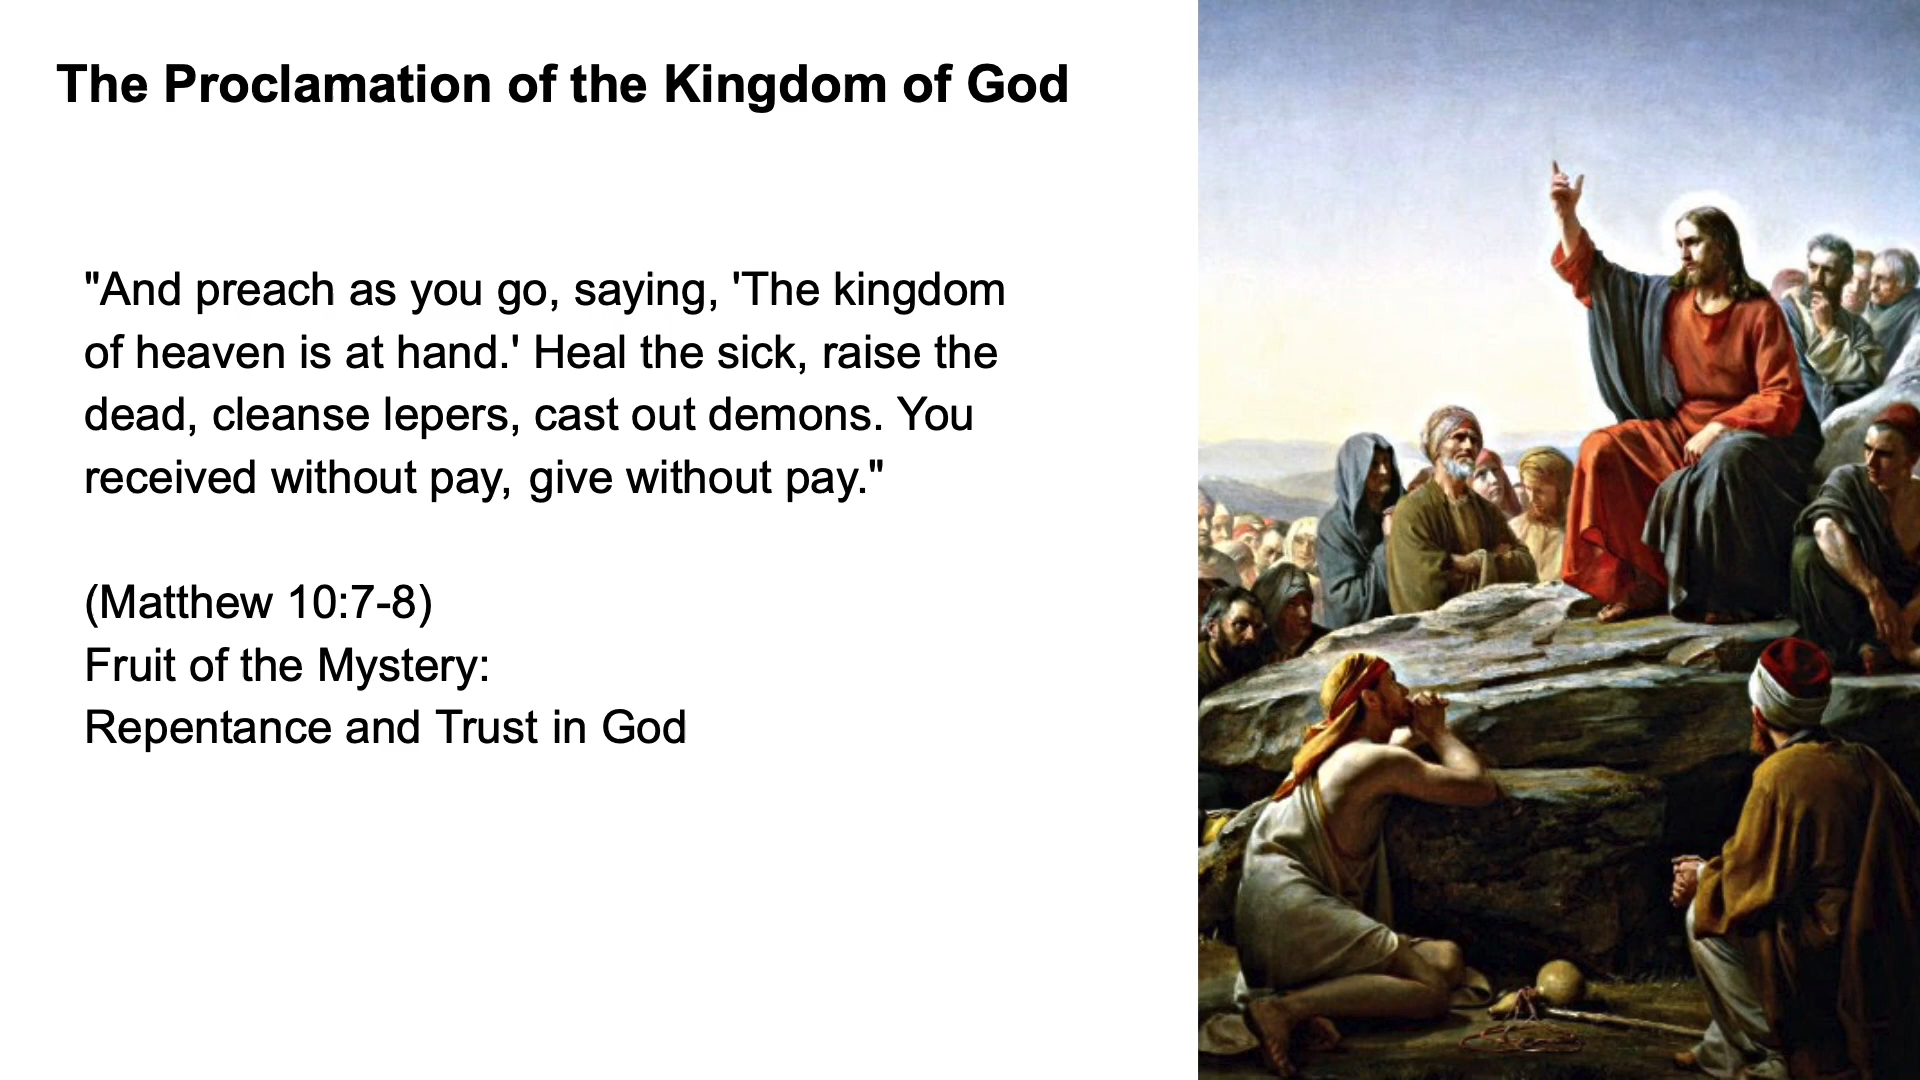 The Proclamation of the Kingdom of God
"And preach as you go, saying, 'The kingdom
of heaven is at hand.' Heal the sick, raise the
dead, cleanse lepers, cast out demons. You
received without pay, give without pay."
(Matthew 10:7-8)
Fruit of the Mystery:
Repentance and Trust in God